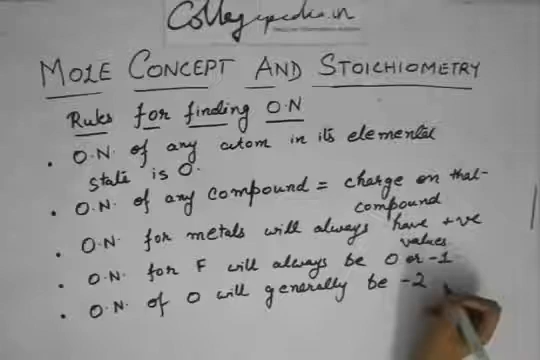 Collegepedia.in
MOLE CONCEPT AND STOICHIOMETRY
Rules for finding O.N
• O.N. of any atom in its elemental
state is 0.
• O.N. of any compound = charge on that
compound
• O.N. for metals will always have +ve
values
• O.N. for F will always be 0 or -1
• O.N. of O will generally be -2